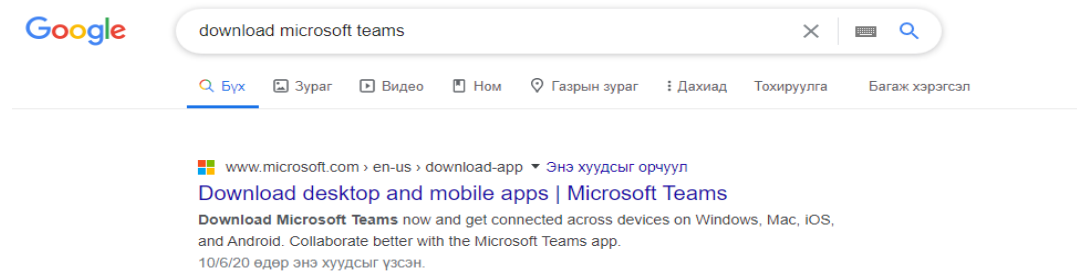 Google
download microsoft teams
Бүх Зураг Видео Ном Газрын зураг Дахиад Тохируулга Багаж хэрэгсэл
www.microsoft.com › en-us › download-app Энэ хуудсыг орчуул
Download desktop and mobile apps | Microsoft Teams
Download Microsoft Teams now and get connected across devices on Windows, Mac, iOS,
and Android. Collaborate better with the Microsoft Teams app.
10/6/20 өдөр энэ хуудсыг үзсэн.